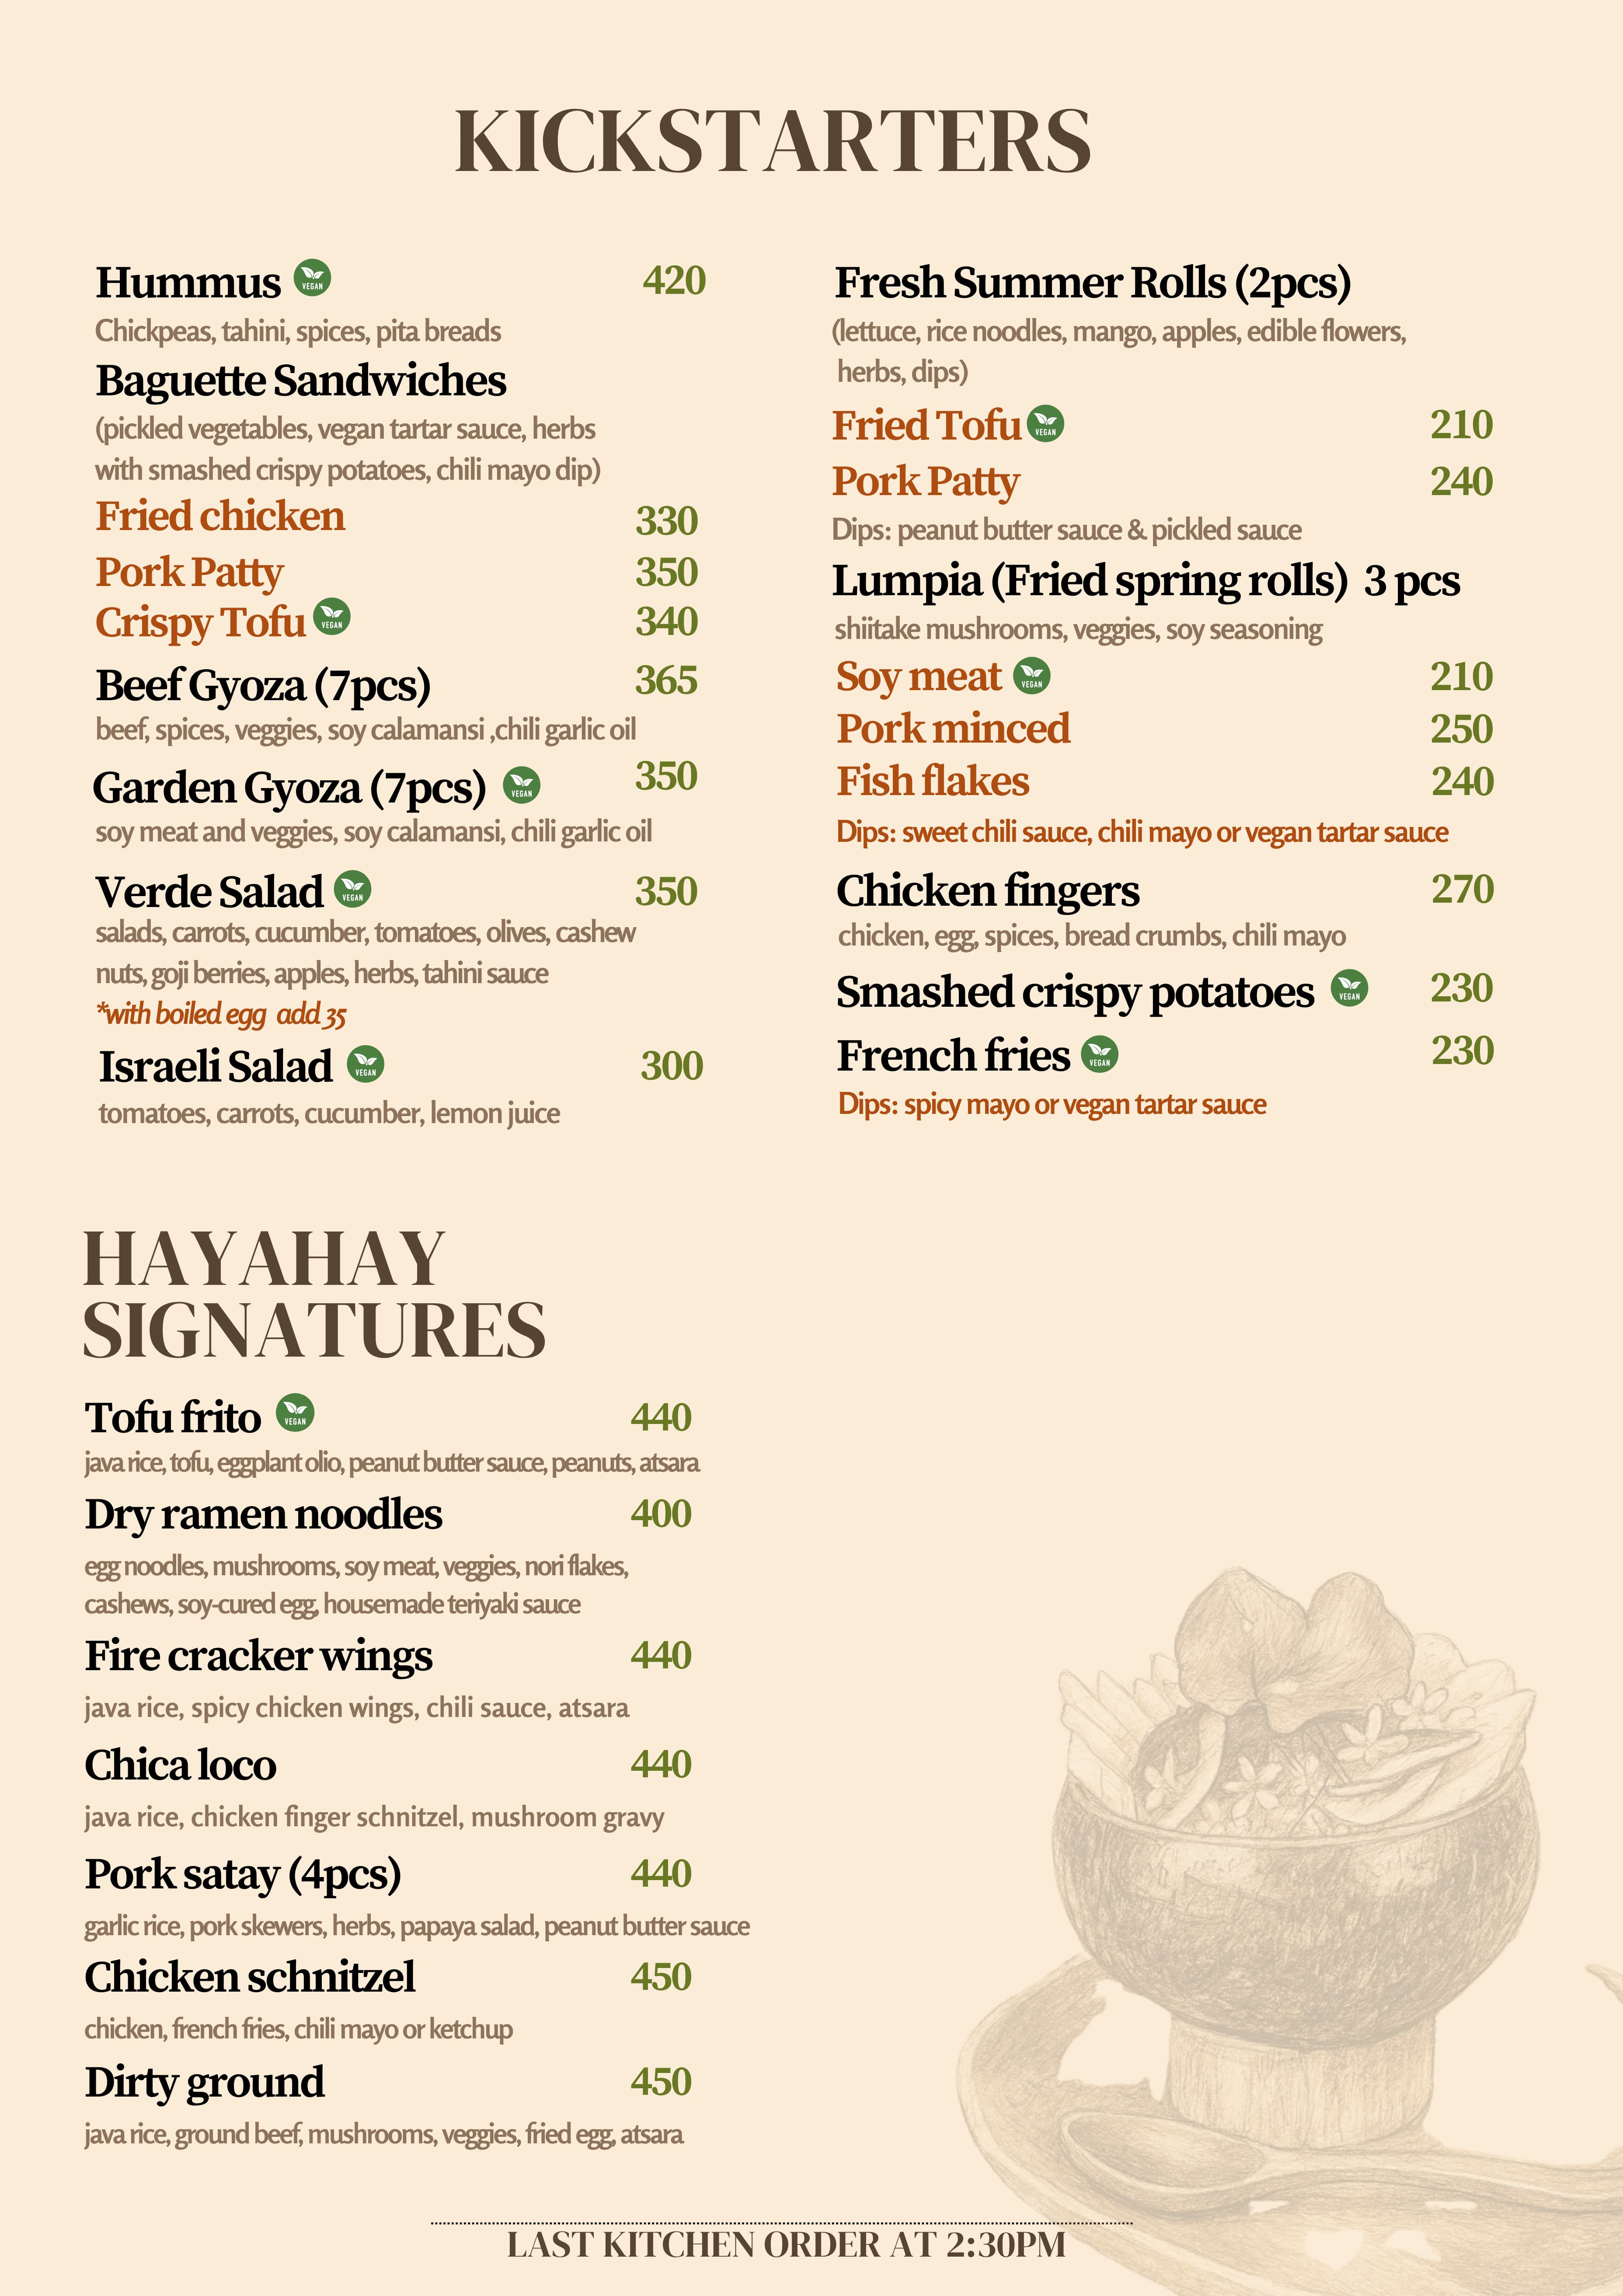 KICKSTARTERS
Hummus VEGAN 420
Chickpeas, tahini, spices, pita breads
Baguette Sandwiches
(pickled vegetables, vegan tartar sauce, herbs
with smashed crispy potatoes, chili mayo dip)
Fried chicken 330
Pork Patty 350
Crispy Tofu VEGAN 340
Beef Gyoza (7pcs) 365
beef, spices, veggies, soy calamansi ,chili garlic oil
Garden Gyoza (7pcs) VEGAN 350
soy meat and veggies, soy calamansi, chili garlic oil
Verde Salad VEGAN 350
salads, carrots, cucumber, tomatoes, olives, cashew
nuts, goji berries, apples, herbs, tahini sauce
*with boiled egg add 35
Israeli Salad VEGAN 300
tomatoes, carrots, cucumber, lemon juice
Fresh Summer Rolls (2pcs)
(lettuce, rice noodles, mango, apples, edible flowers,
herbs, dips)
Fried Tofu VEGAN 210
Pork Patty 240
Dips: peanut butter sauce & pickled sauce
Lumpia (Fried spring rolls) 3 pcs
shiitake mushrooms, veggies, soy seasoning
Soy meat VEGAN 210
Pork minced 250
Fish flakes 240
Dips: sweet chili sauce, chili mayo or vegan tartar sauce
Chicken fingers 270
chicken, egg, spices, bread crumbs, chili mayo
Smashed crispy potatoes VEGAN 230
French fries VEGAN 230
Dips: spicy mayo or vegan tartar sauce
HAYAHAY
SIGNATURES
Tofu frito VEGAN 440
java rice, tofu, eggplant olio, peanut butter sauce, peanuts, atsara
Dry ramen noodles 400
egg noodles, mushrooms, soy meat, veggies, nori flakes,
cashews, soy-cured egg, housemade teriyaki sauce
Fire cracker wings 440
java rice, spicy chicken wings, chili sauce, atsara
Chica loco 440
java rice, chicken finger schnitzel, mushroom gravy
Pork satay (4pcs) 440
garlic rice, pork skewers, herbs, papaya salad, peanut butter sauce
Chicken schnitzel 450
chicken, french fries, chili mayo or ketchup
Dirty ground 450
java rice, ground beef, mushrooms, veggies, fried egg, atsara
LAST KITCHEN ORDER AT 2:30PM